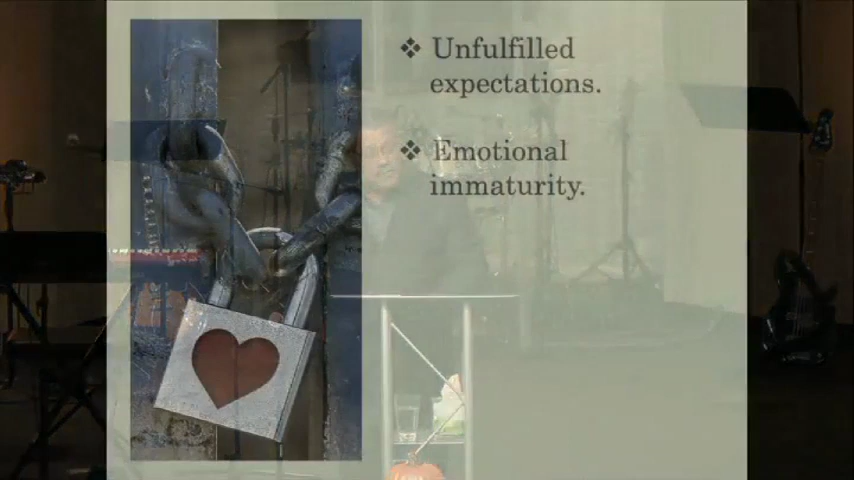 ❖ Unfulfilled
expectations.
❖ Emotional
immaturity.